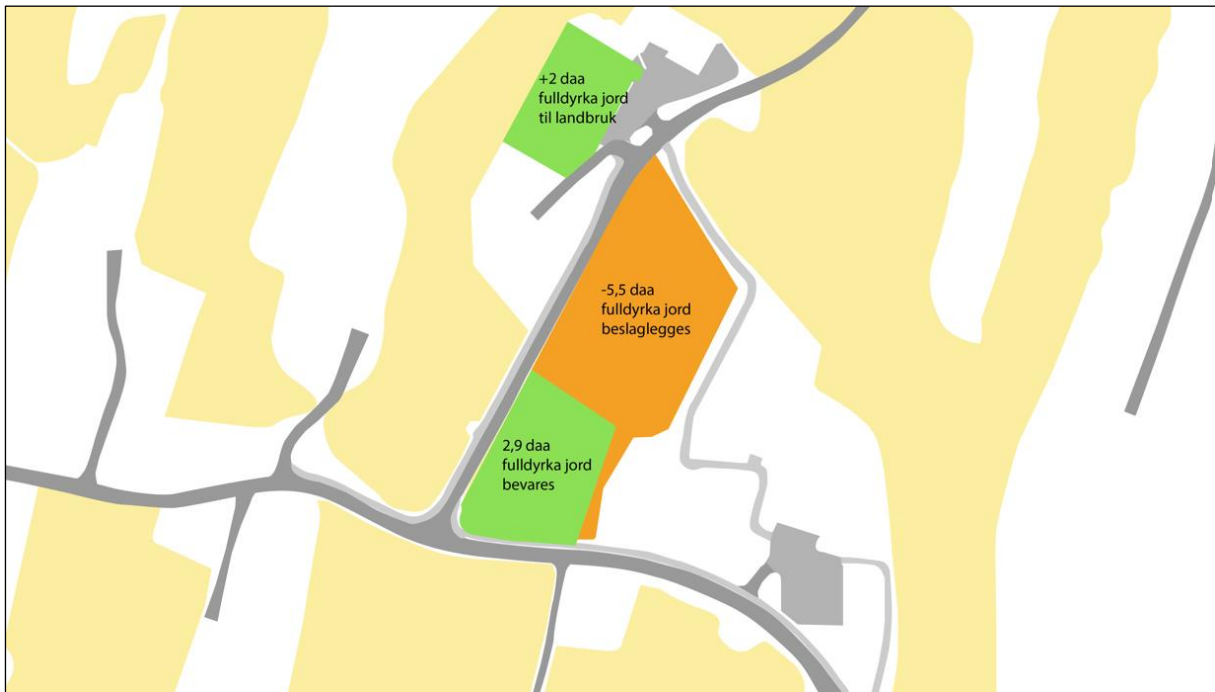 +2 daa
fulldyrka jord
til landbruk
-5,5 daa
fulldyrka jord
beslaglegges
2,9 daa
fulldyrka jord
bevares